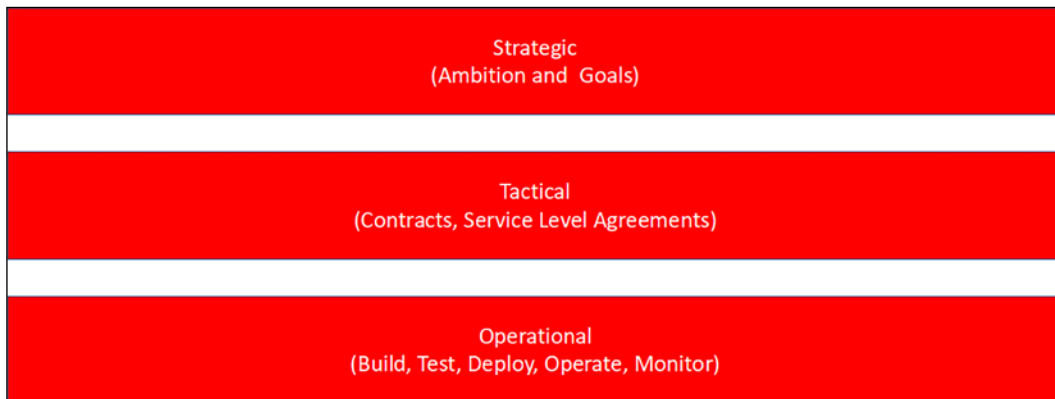 Strategic
(Ambition and  Goals)
Tactical
(Contracts, Service Level Agreements)
Operational
(Build, Test, Deploy, Operate, Monitor)